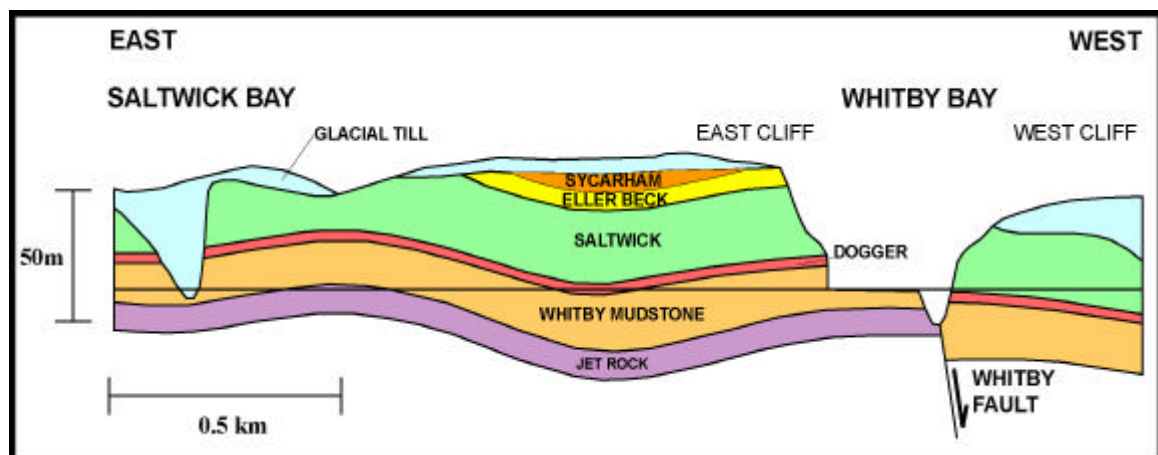 EAST
WEST
SALTWICK BAY
WHITBY BAY
GLACIAL TILL
EAST CLIFF
WEST CLIFF
SYCARHAM
ELLER BECK
SALTWICK
DOGGER
50m
WHITBY MUDSTONE
JET ROCK
WHITBY
FAULT
0.5 km